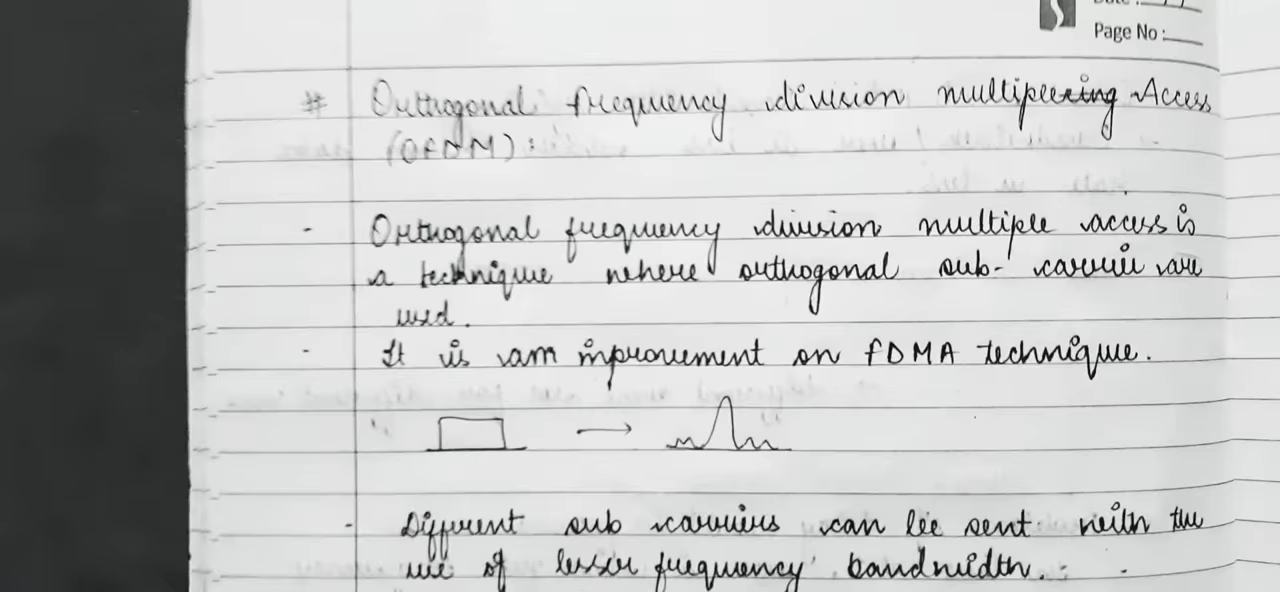 Page No :
# Orthogonal frequency division multiplexing Access
(OFDM) :
- Orthogonal frequency division multiple access is
a technique where orthogonal sub- carrier are
used.
- It is an improvement on FDMA technique.
→
- Different sub carriers can be sent with the
use of lesser frequency bandwidth.